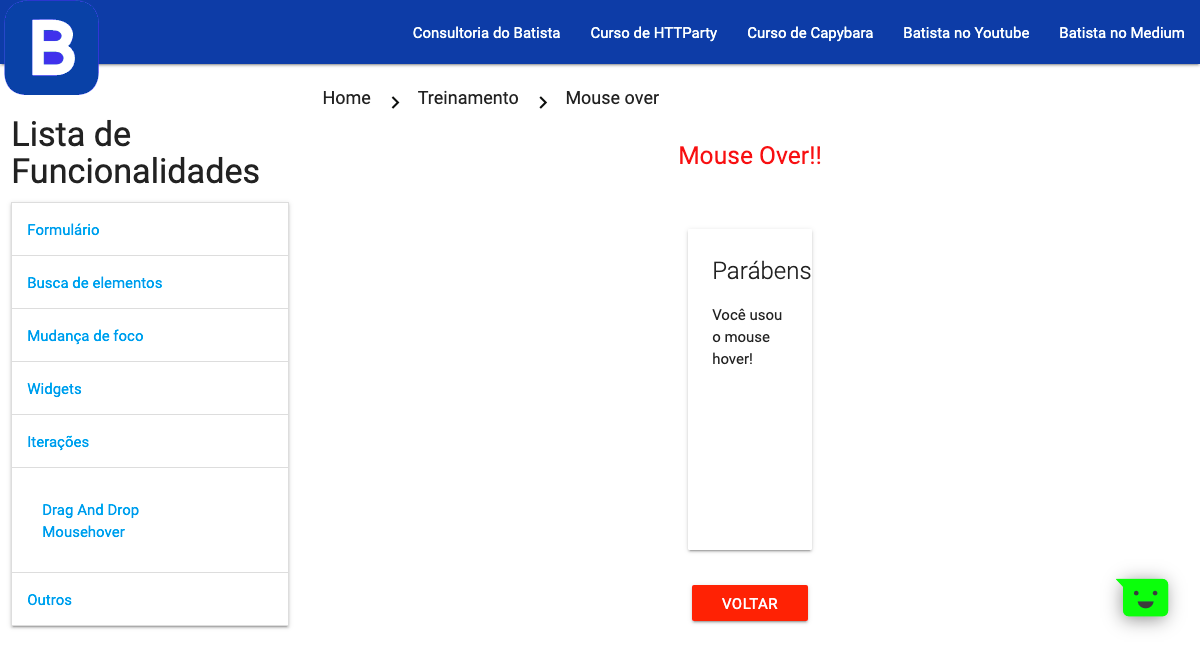 B
Consultoria do Batista
Curso de HTTParty
Curso de Capybara
Batista no Youtube
Batista no Medium
Home
Treinamento
Mouse over
Lista de
Funcionalidades
Formulário
Busca de elementos
Mudança de foco
Widgets
Iterações
Drag And Drop
Mousehover
Outros
Mouse Over!!
Parábens
Você usou
o mouse
hover!
VOLTAR